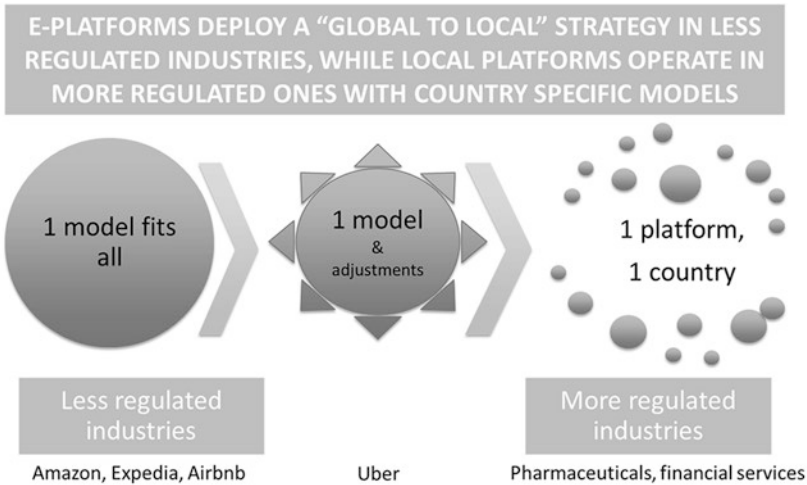 E-PLATFORMS DEPLOY A “GLOBAL TO LOCAL” STRATEGY IN LESS
REGULATED INDUSTRIES, WHILE LOCAL PLATFORMS OPERATE IN
MORE REGULATED ONES WITH COUNTRY SPECIFIC MODELS
1 model fits
all
1 model
&
adjustments
1 platform,
1 country
Less regulated
industries
More regulated
industries
Amazon, Expedia, Airbnb
Uber
Pharmaceuticals, financial services